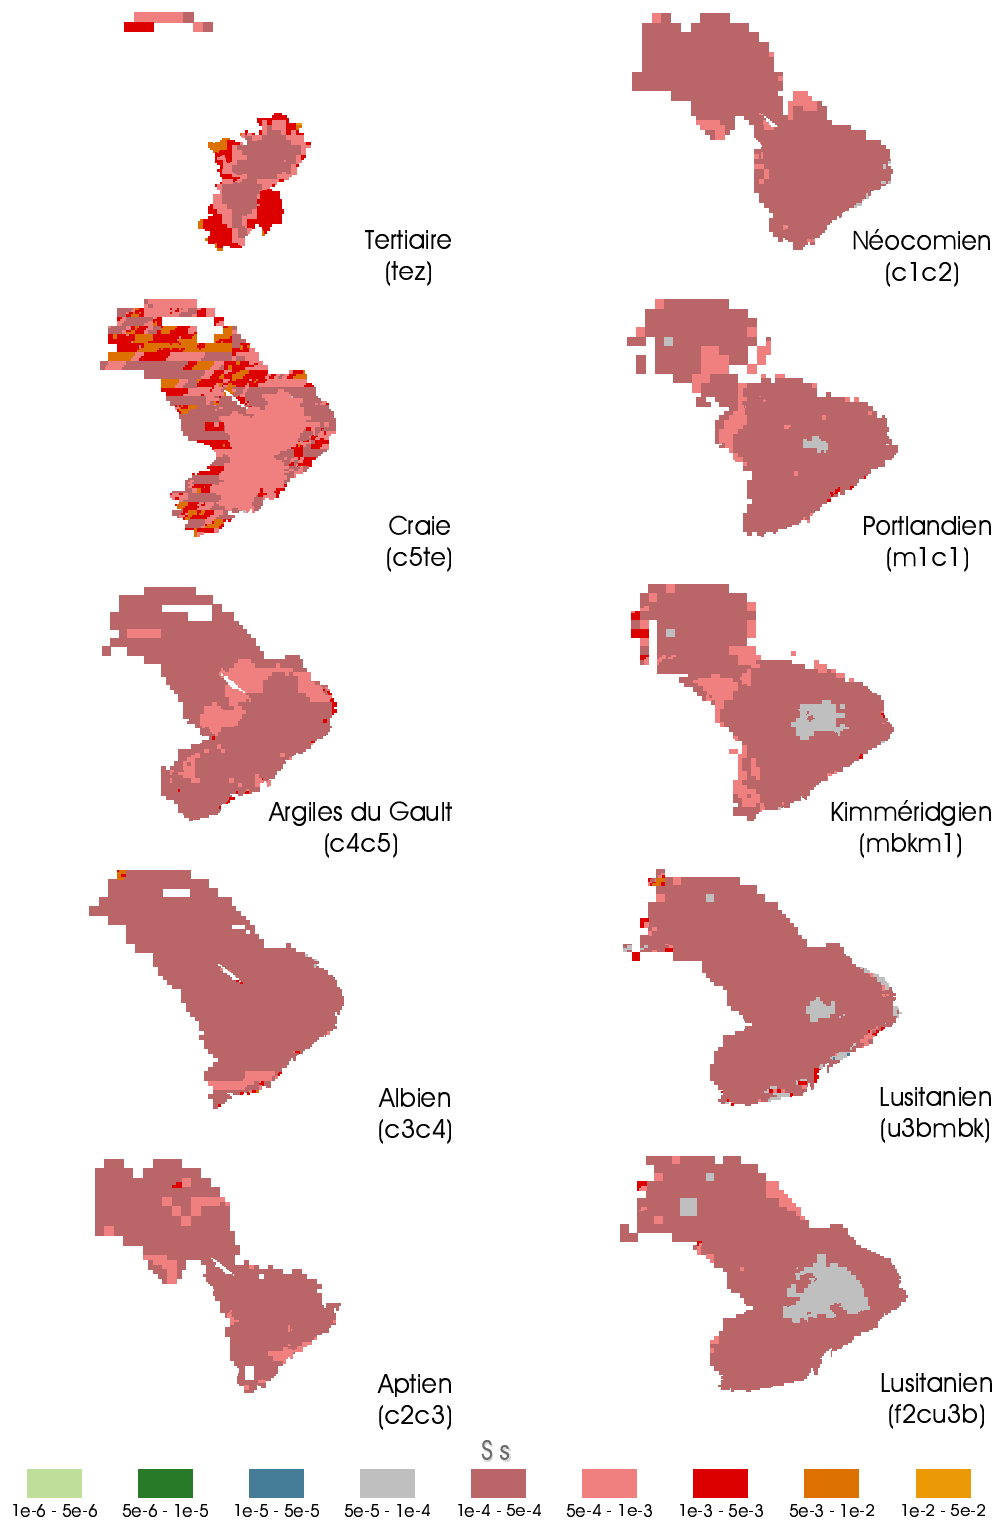 Tertiaire
(tez)
Néocomien
(c1c2)
Craie
(c5te)
Portlandien
(m1c1)
Argiles du Gault
(c4c5)
Kimméridgien
(mbkm1)
Albien
(c3c4)
Lusitanien
(u3bmbk)
Aptien
(c2c3)
Lusitanien
(f2cu3b)
S s
1e-6 - 5e-6
5e-6 - 1e-5
1e-5 - 5e-5
5e-5 - 1e-4
1e-4 - 5e-4
5e-4 - 1e-3
1e-3 - 5e-3
5e-3 - 1e-2
1e-2 - 5e-2